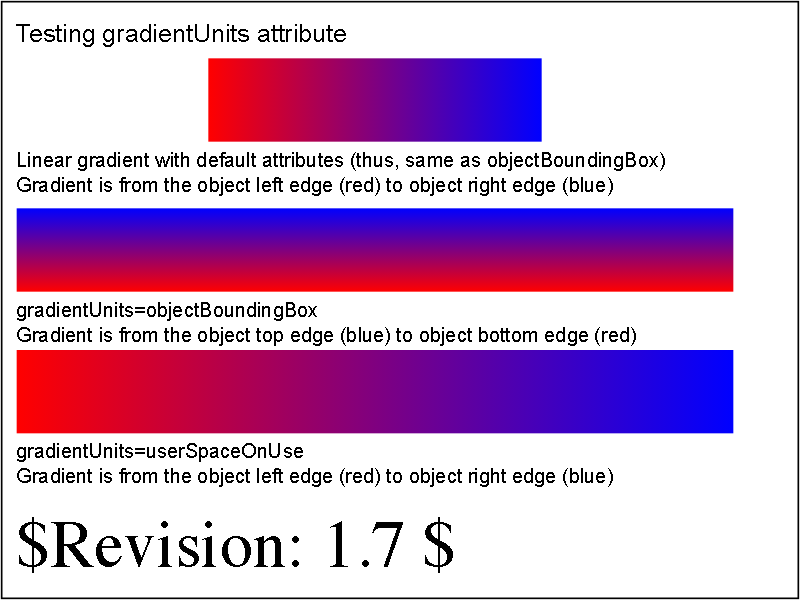 Testing gradientUnits attribute
Linear gradient with default attributes (thus, same as objectBoundingBox)
Gradient is from the object left edge (red) to object right edge (blue)
gradientUnits=objectBoundingBox
Gradient is from the object top edge (blue) to object bottom edge (red)
gradientUnits=userSpaceOnUse
Gradient is from the object left edge (red) to object right edge (blue)
$Revision: 1.7 $